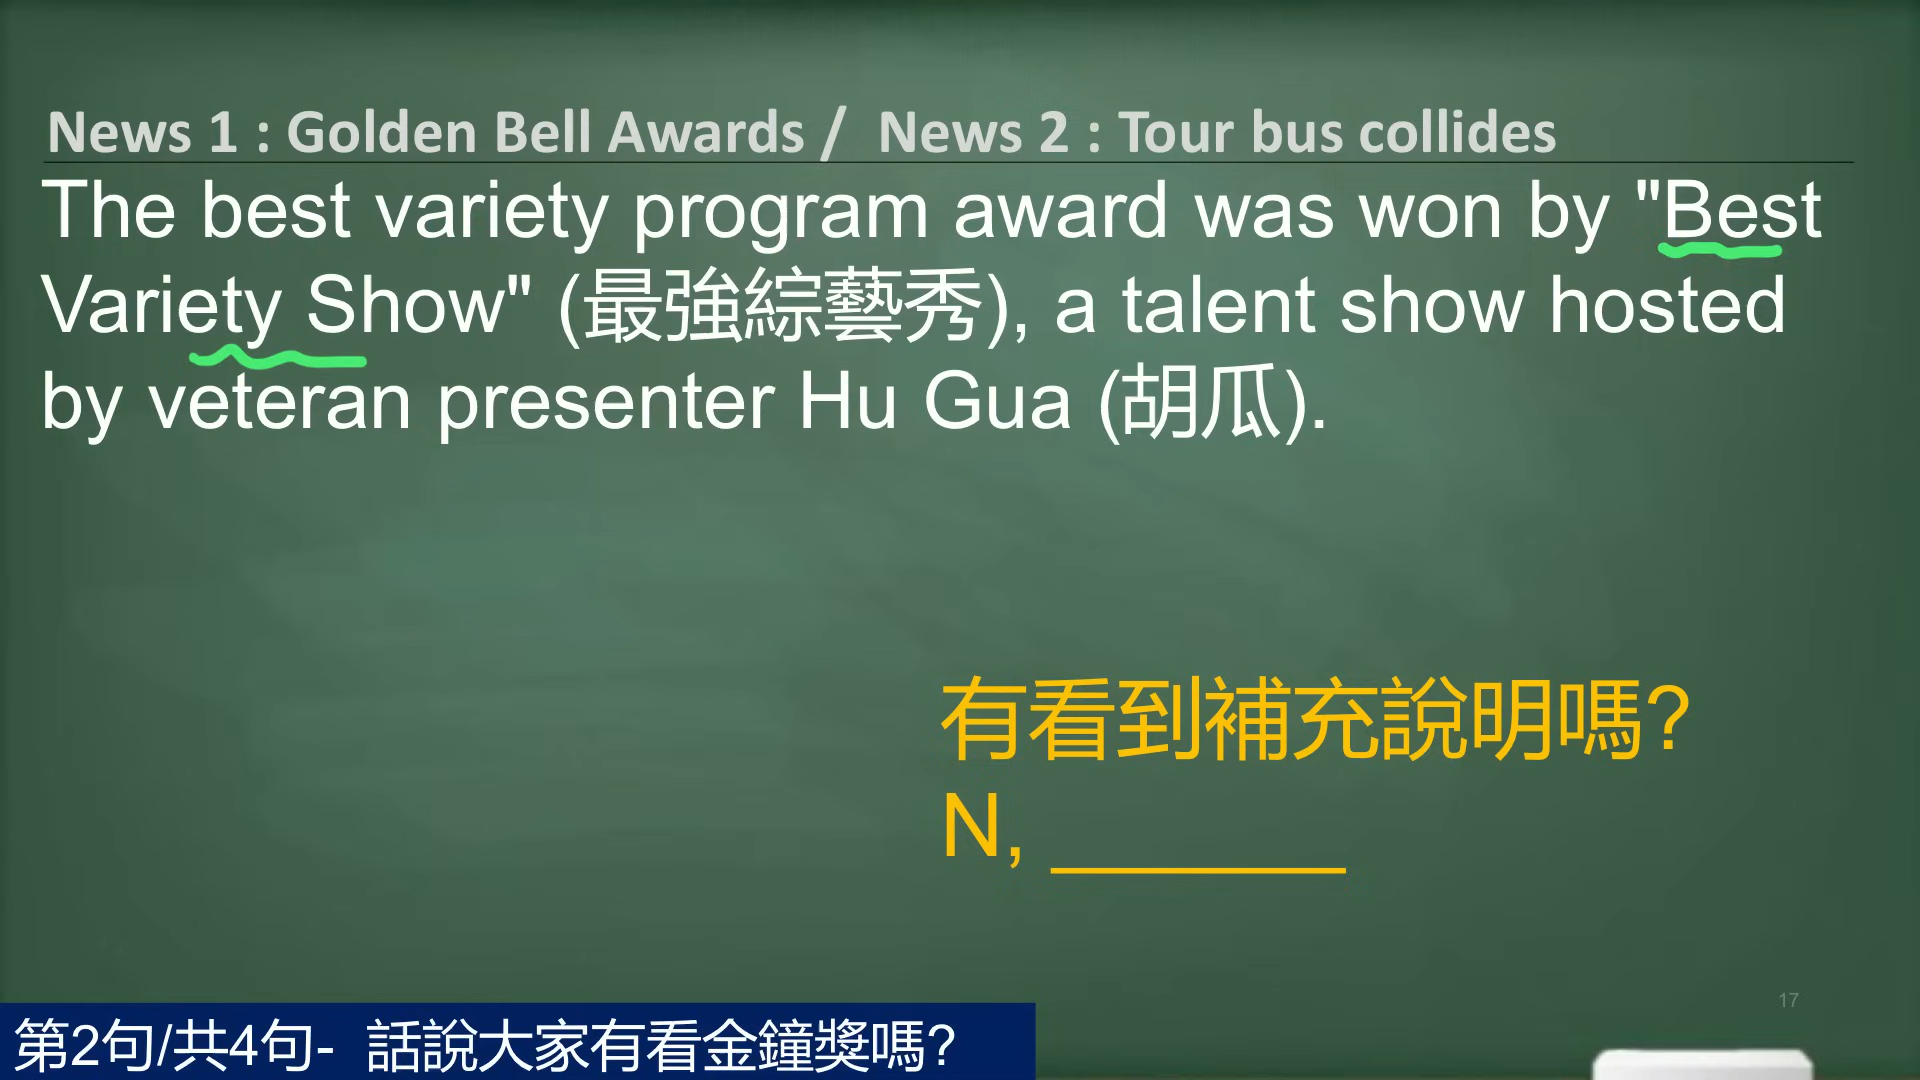 News 1 : Golden Bell Awards /  News 2 : Tour bus collides
The best variety program award was won by "Best
Variety Show" (最強綜藝秀), a talent show hosted
by veteran presenter Hu Gua (胡瓜).
有看到補充說明嗎?
N, _______
17
第2句/共4句-  話說大家有看金鐘獎嗎?